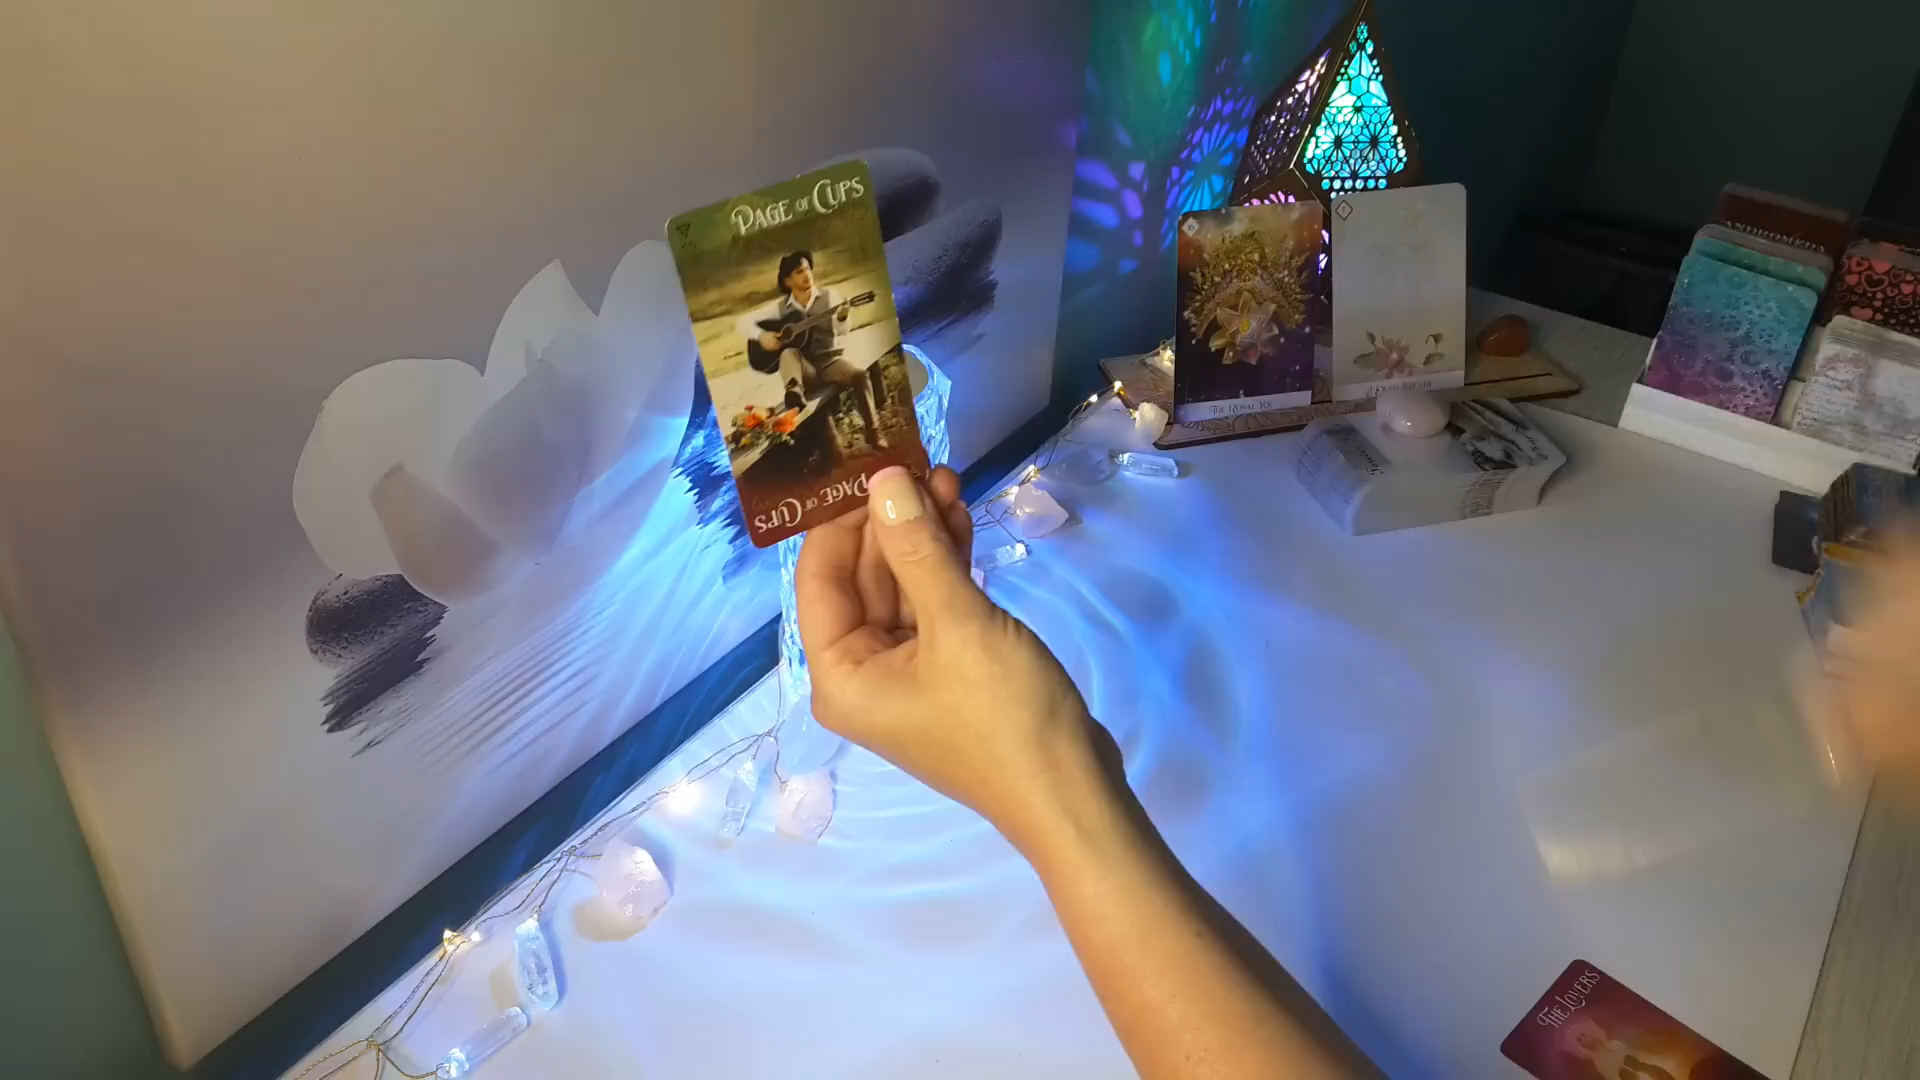 PAGE OF CUPS
PAGE OF CUPS
THE ROYAL YOU
ANDROMEDA
THE LOVERS